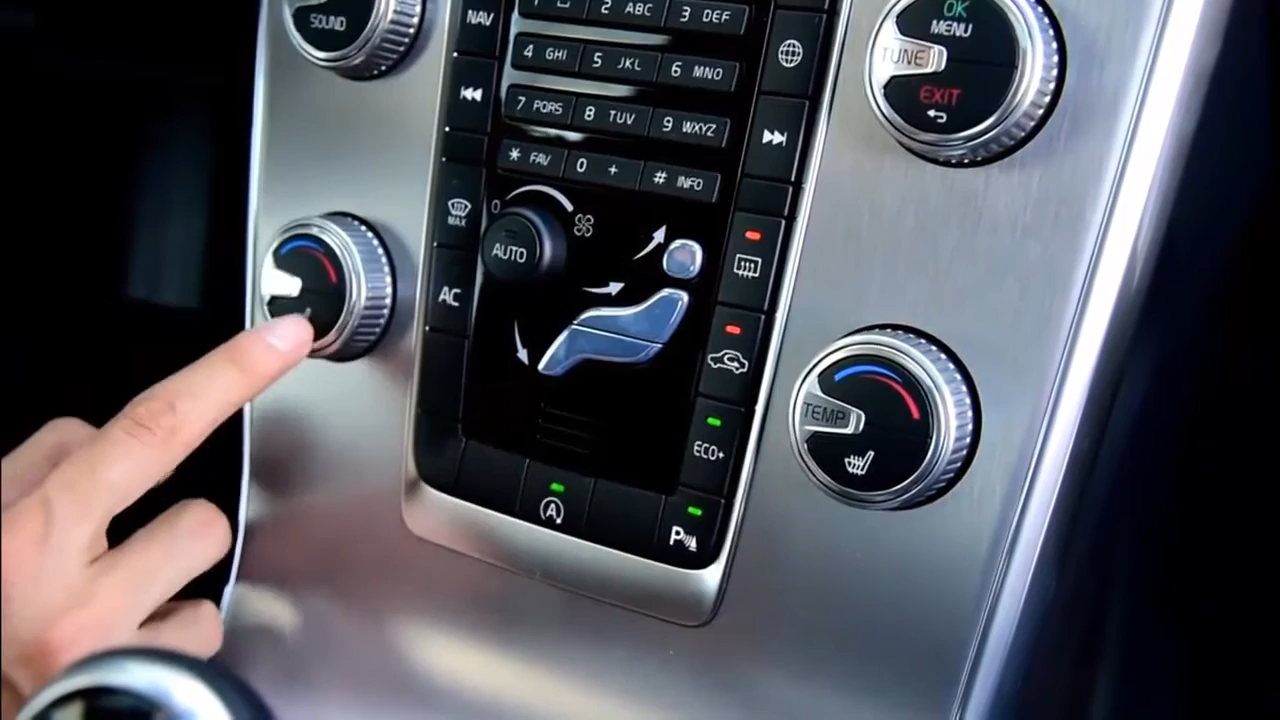 SOUND
NAV
1
2 ABC
3 DEF
4 GHI
5 JKL
6 MNO
7 PQRS
8 TUV
9 WXYZ
* FAV
0 +
# INFO
OK
MENU
TUNE
EXIT
MAX
0
AUTO
AC
TEMP
ECO+
A
P